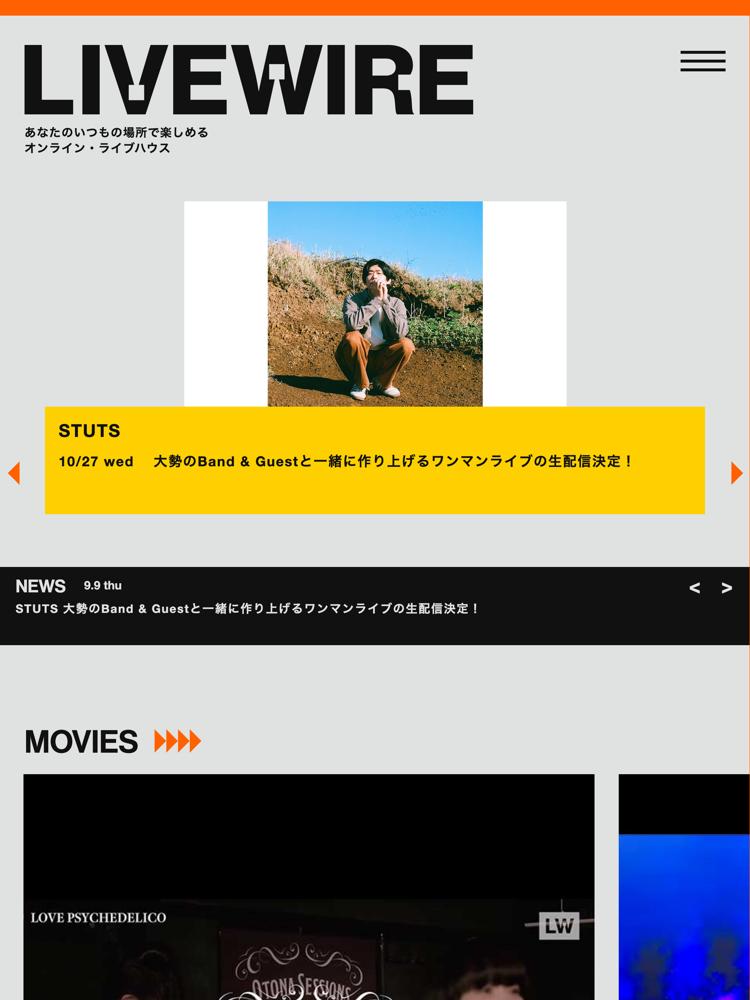 LIVEWIRE
あなたのいつもの場所で楽しめる
オンライン・ライブハウス
STUTS
10/27 wed 大勢のBand & Guestと一緒に作り上げるワンマンライブの生配信決定！
NEWS 9.9 thu < >
STUTS 大勢のBand & Guestと一緒に作り上げるワンマンライブの生配信決定！
MOVIES
LOVE PSYCHEDELICO
LW
OTONA SESSIONS